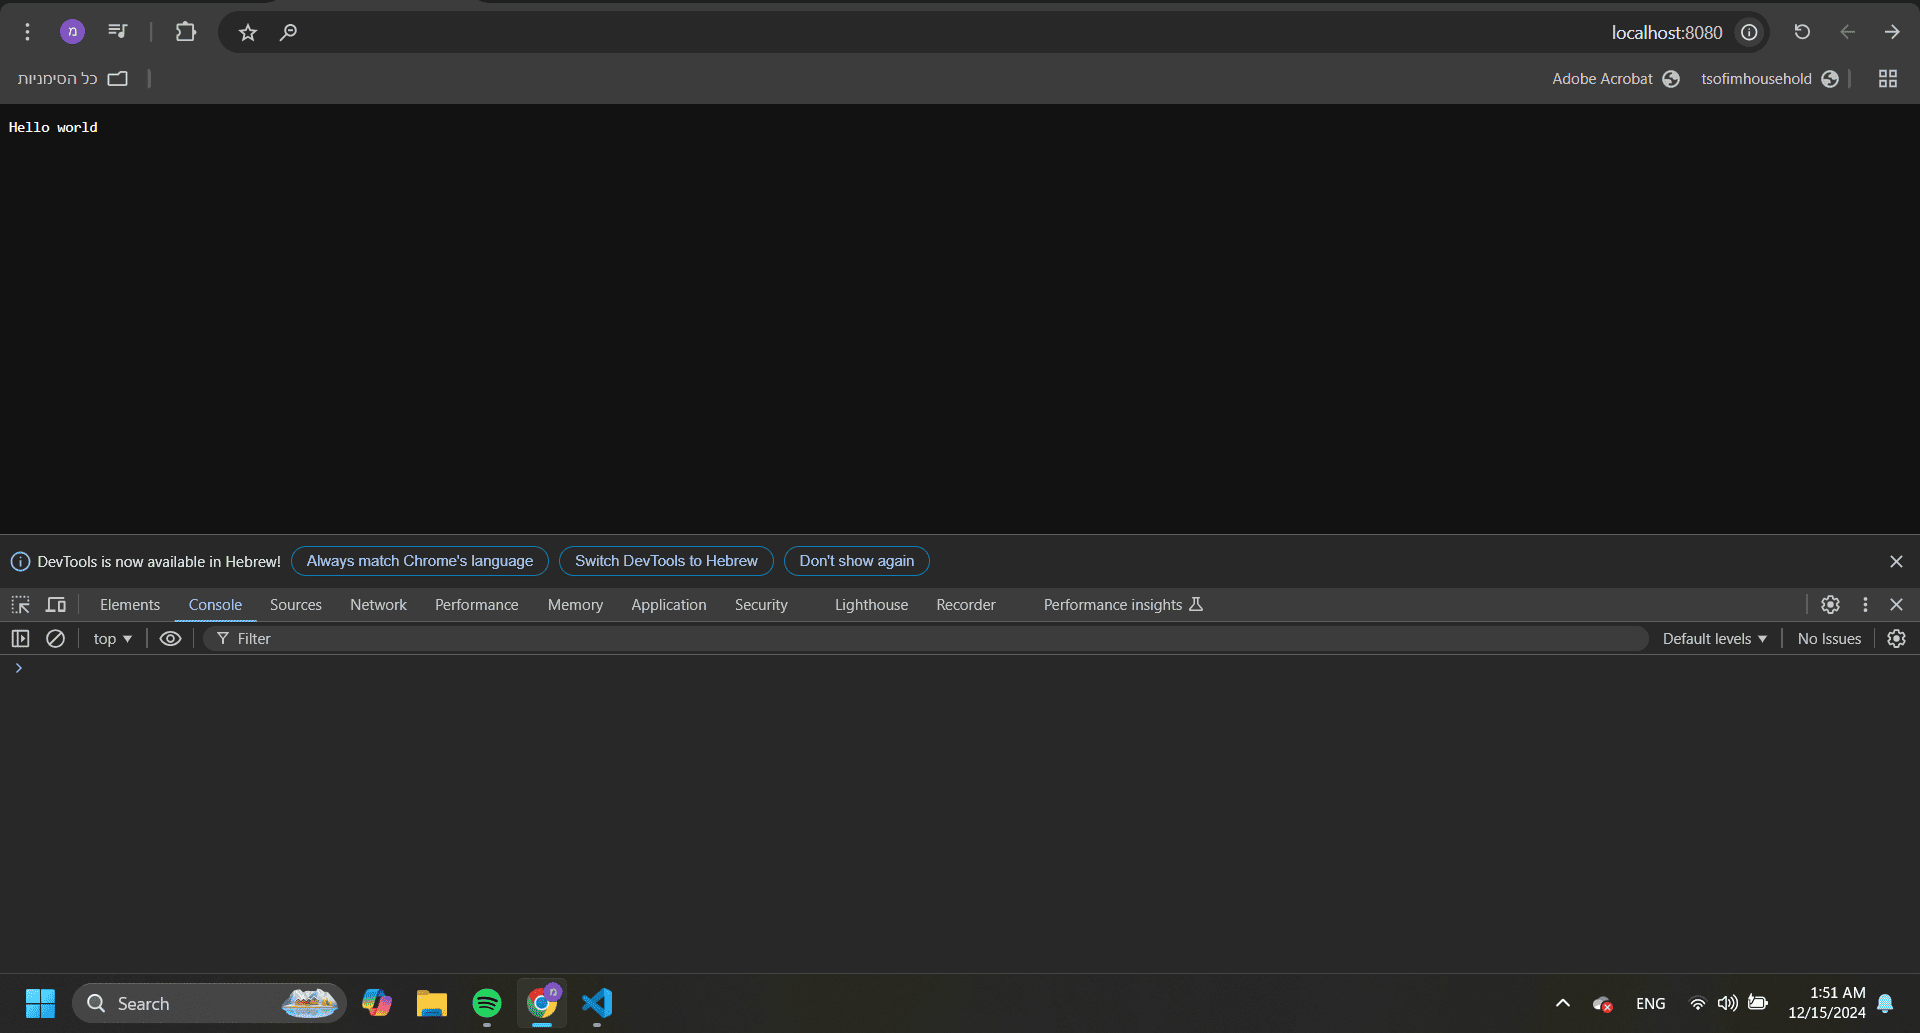 מ
localhost:8080
כל הסימניות
Adobe Acrobat
tsofimhousehold
Hello world
DevTools is now available in Hebrew!
Always match Chrome's language
Switch DevTools to Hebrew
Don't show again
Elements
Console
Sources
Network
Performance
Memory
Application
Security
Lighthouse
Recorder
Performance insights
top
Filter
Default levels
No Issues
Search
מ
ENG
1:51 AM
12/15/2024